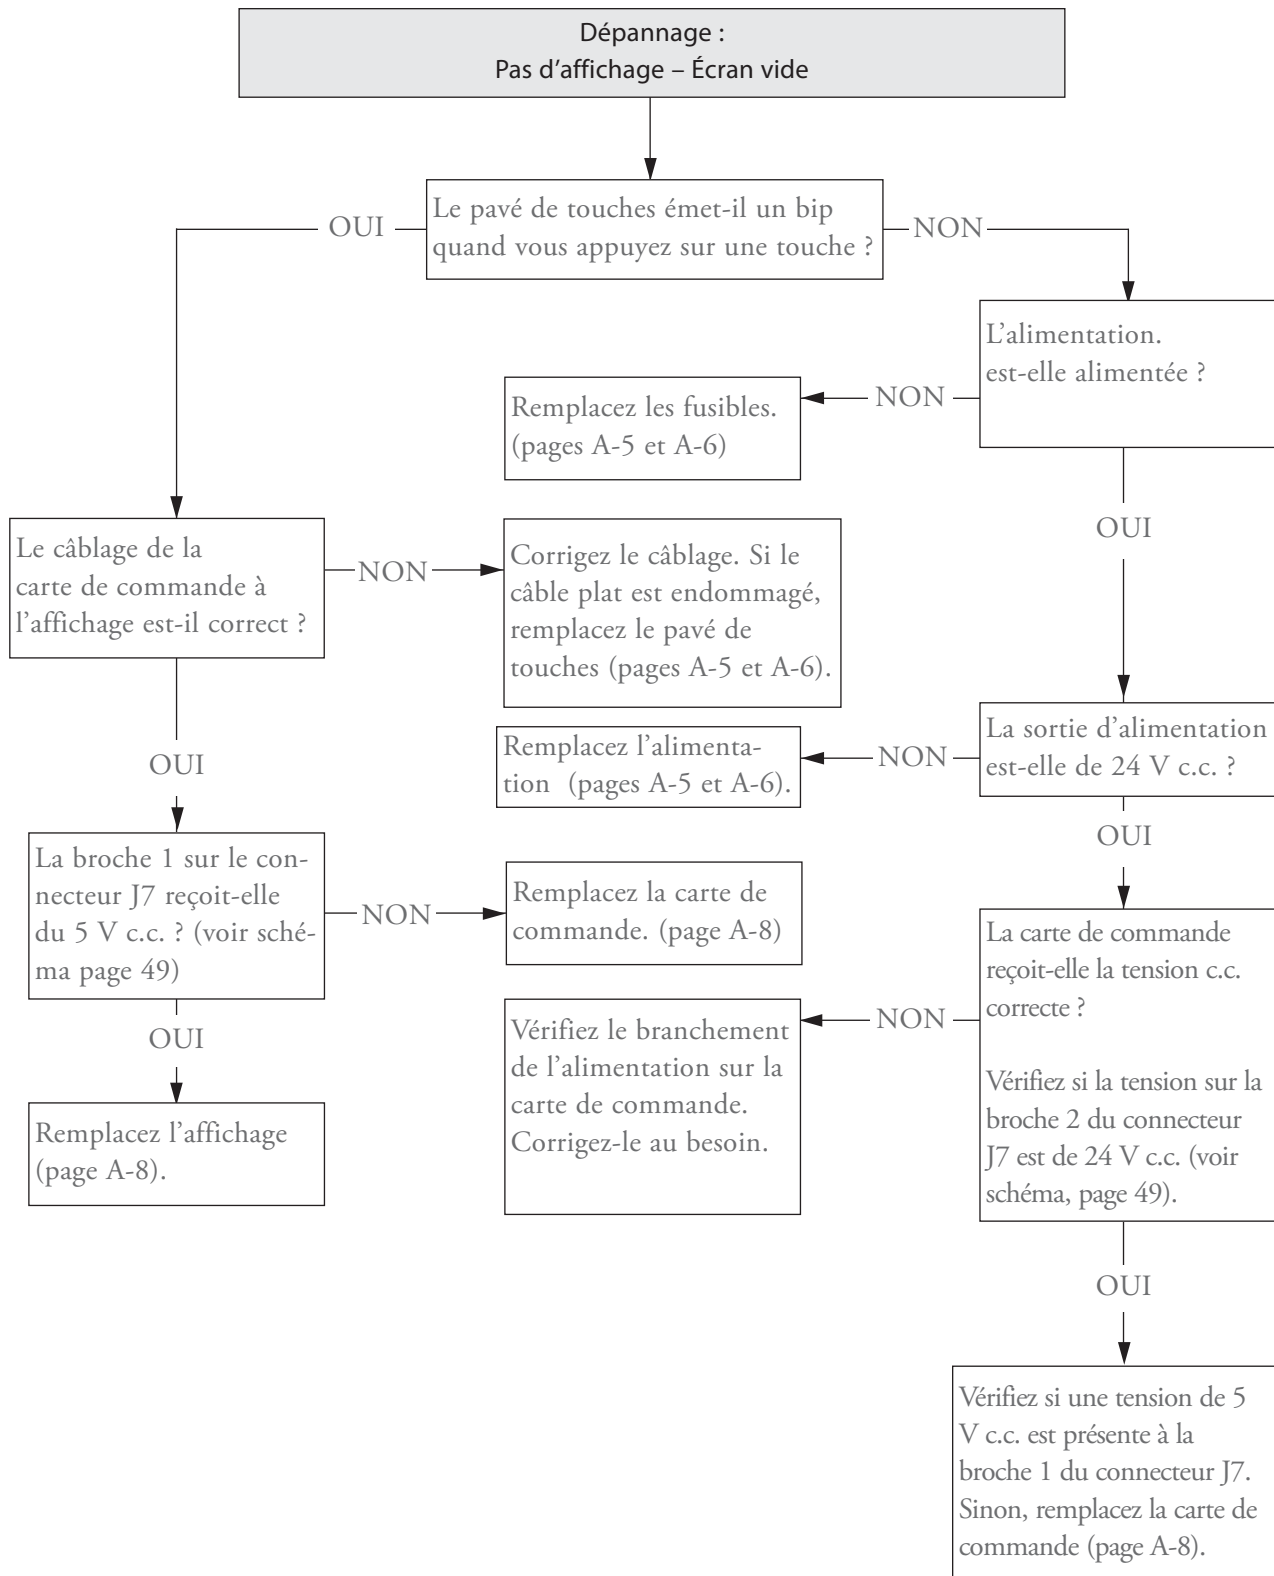 Dépannage :
Pas d’affichage – Écran vide
Le pavé de touches émet-il un bip
quand vous appuyez sur une touche ?
OUI
NON
L’alimentation.
est-elle alimentée ?
NON
Remplacez les fusibles.
(pages A-5 et A-6)
OUI
Le câblage de la
carte de commande à
l’affichage est-il correct ?
NON
Corrigez le câblage. Si le
câble plat est endommagé,
remplacez le pavé de
touches (pages A-5 et A-6).
OUI
La sortie d’alimentation
est-elle de 24 V c.c. ?
NON
Remplacez l’alimenta-
tion (pages A-5 et A-6).
OUI
La broche 1 sur le con-
necteur J7 reçoit-elle
du 5 V c.c. ? (voir sché-
ma page 49)
NON
Remplacez la carte de
commande. (page A-8)
OUI
Remplacez l’affichage
(page A-8).
La carte de commande
reçoit-elle la tension c.c.
correcte ?
Vérifiez si la tension sur la
broche 2 du connecteur
J7 est de 24 V c.c. (voir
schéma, page 49).
NON
Vérifiez le branchement
de l’alimentation sur la
carte de commande.
Corrigez-le au besoin.
OUI
Vérifiez si une tension de 5
V c.c. est présente à la
broche 1 du connecteur J7.
Sinon, remplacez la carte de
commande (page A-8).